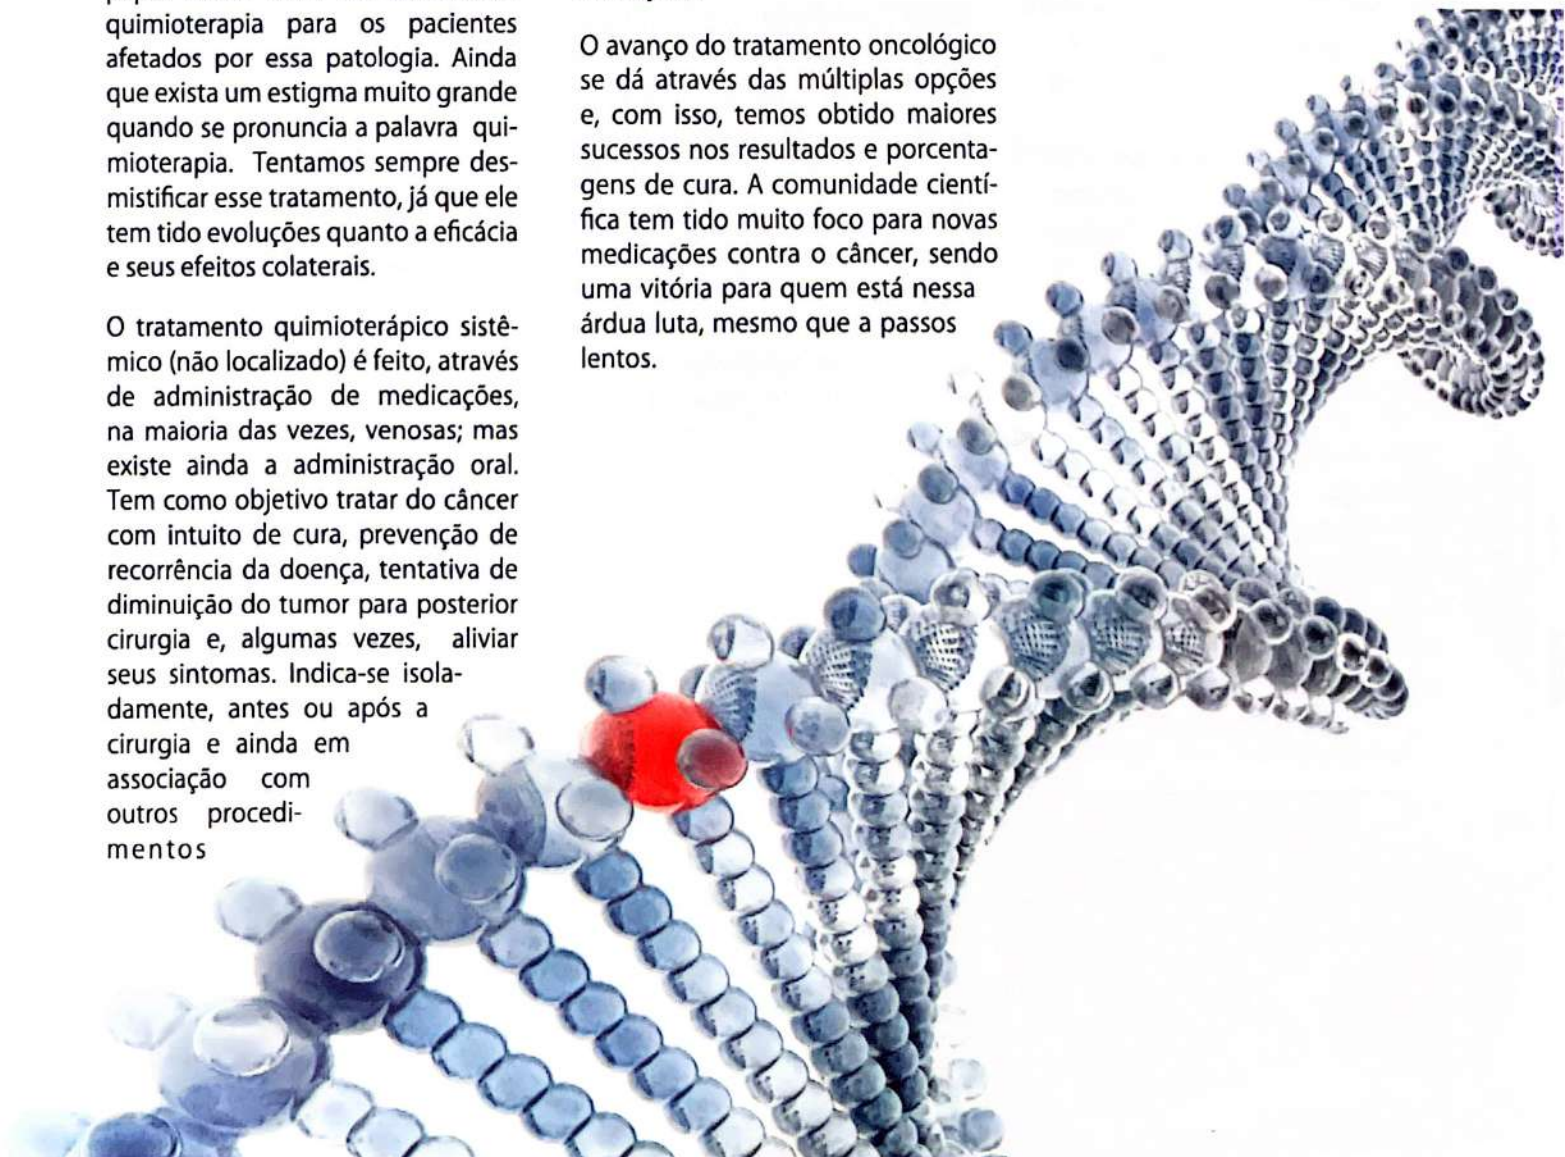 quimioterapia para os pacientes
afetados por essa patologia. Ainda
que exista um estigma muito grande
quando se pronuncia a palavra qui-
mioterapia. Tentamos sempre des-
mistificar esse tratamento, já que ele
tem tido evoluções quanto a eficácia
e seus efeitos colaterais.
O tratamento quimioterápico sistê-
mico (não localizado) é feito, através
de administração de medicações,
na maioria das vezes, venosas; mas
existe ainda a administração oral.
Tem como objetivo tratar do câncer
com intuito de cura, prevenção de
recorrência da doença, tentativa de
diminuição do tumor para posterior
cirurgia e, algumas vezes, aliviar
seus sintomas. Indica-se isola-
damente, antes ou após a
cirurgia e ainda em
associação com
outros procedi-
mentos
O avanço do tratamento oncológico
se dá através das múltiplas opções
e, com isso, temos obtido maiores
sucessos nos resultados e porcenta-
gens de cura. A comunidade cientí-
fica tem tido muito foco para novas
medicações contra o câncer, sendo
uma vitória para quem está nessa
árdua luta, mesmo que a passos
lentos.